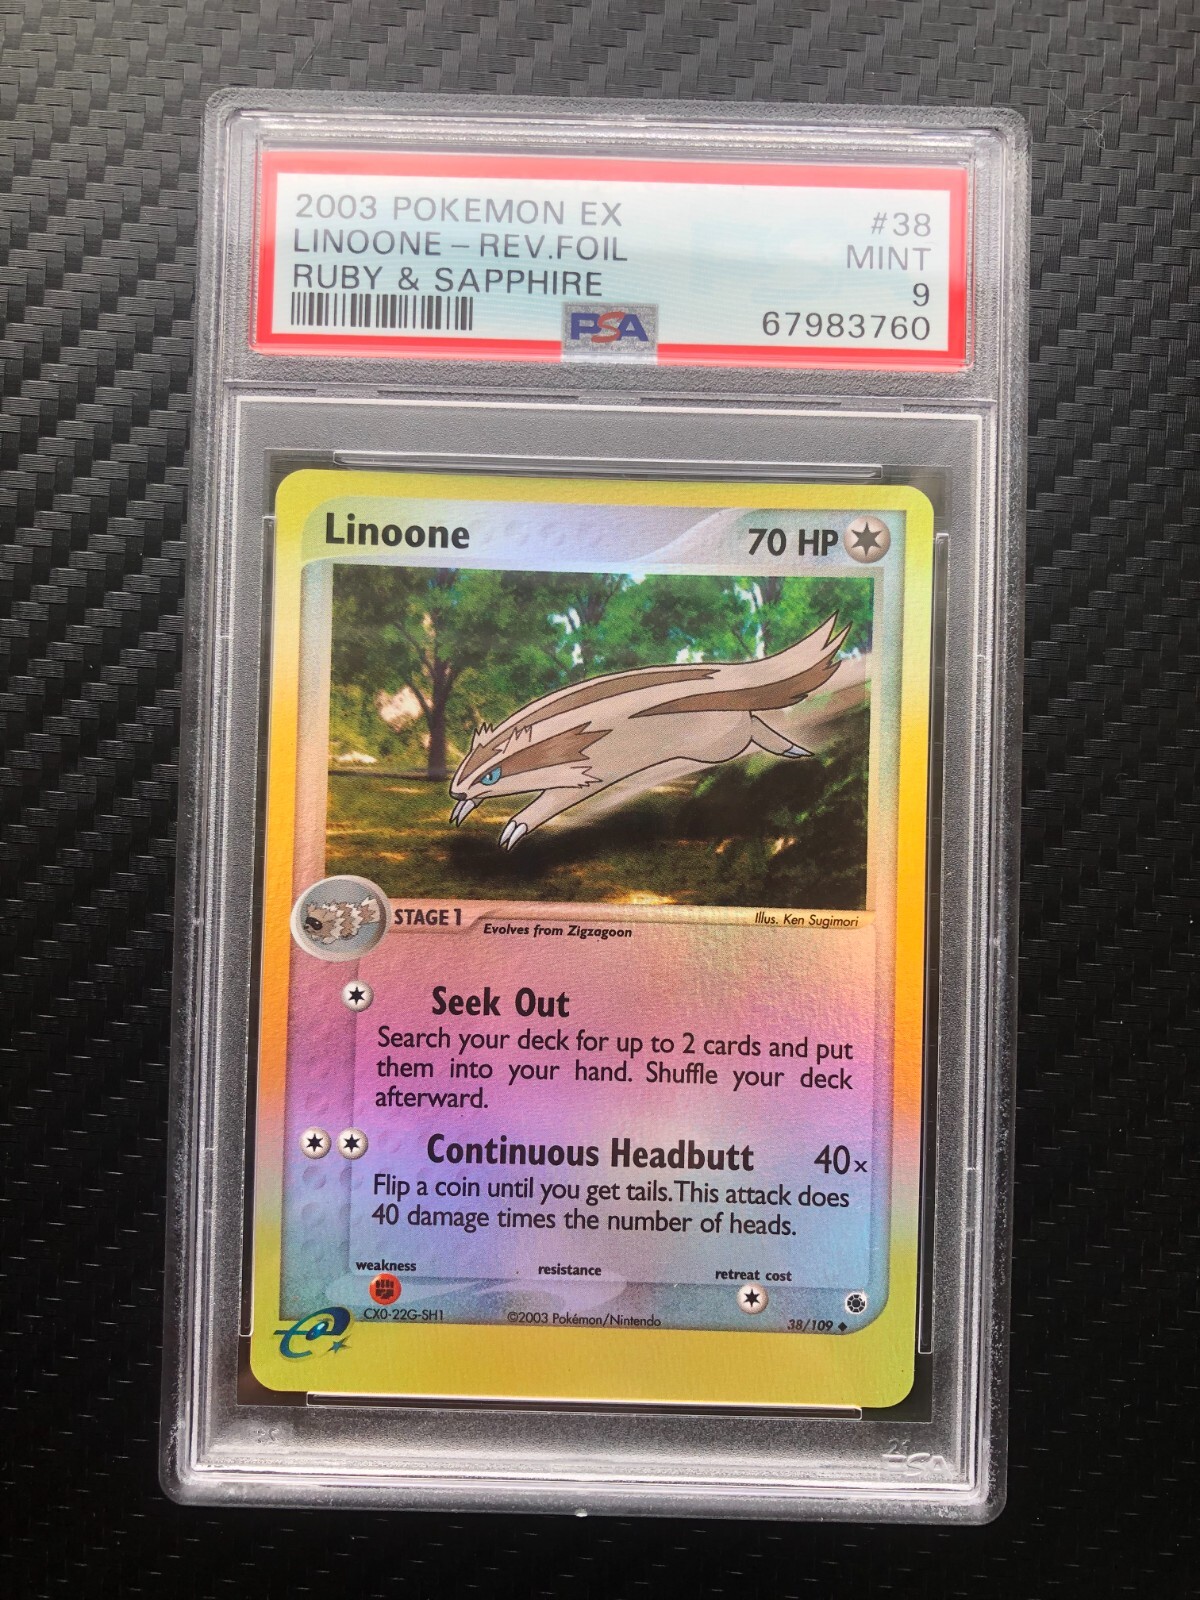 2003 POKEMON EX #38
LINOONE - REV.FOIL MINT
RUBY & SAPPHIRE 9
PSA 67983760
Linoone 70 HP
STAGE 1 Evolves from Zigzagoon Illus. Ken Sugimori
Seek Out
Search your deck for up to 2 cards and put
them into your hand. Shuffle your deck
afterward.
Continuous Headbutt 40x
Flip a coin until you get tails. This attack does
40 damage times the number of heads.
weakness resistance retreat cost
CX0-22G-SH1 ©2003 Pokémon/Nintendo 38/109
e